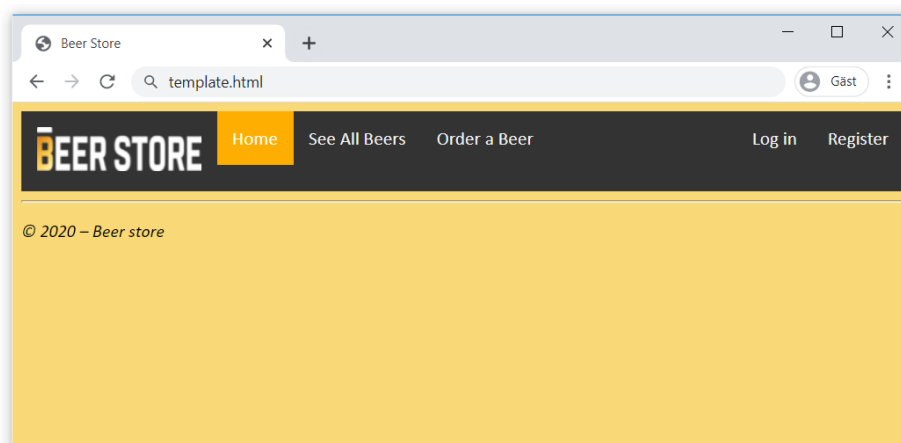 Beer Store
template.html
Gäst
BEER STORE
Home
See All Beers
Order a Beer
Log in
Register
© 2020 – Beer store